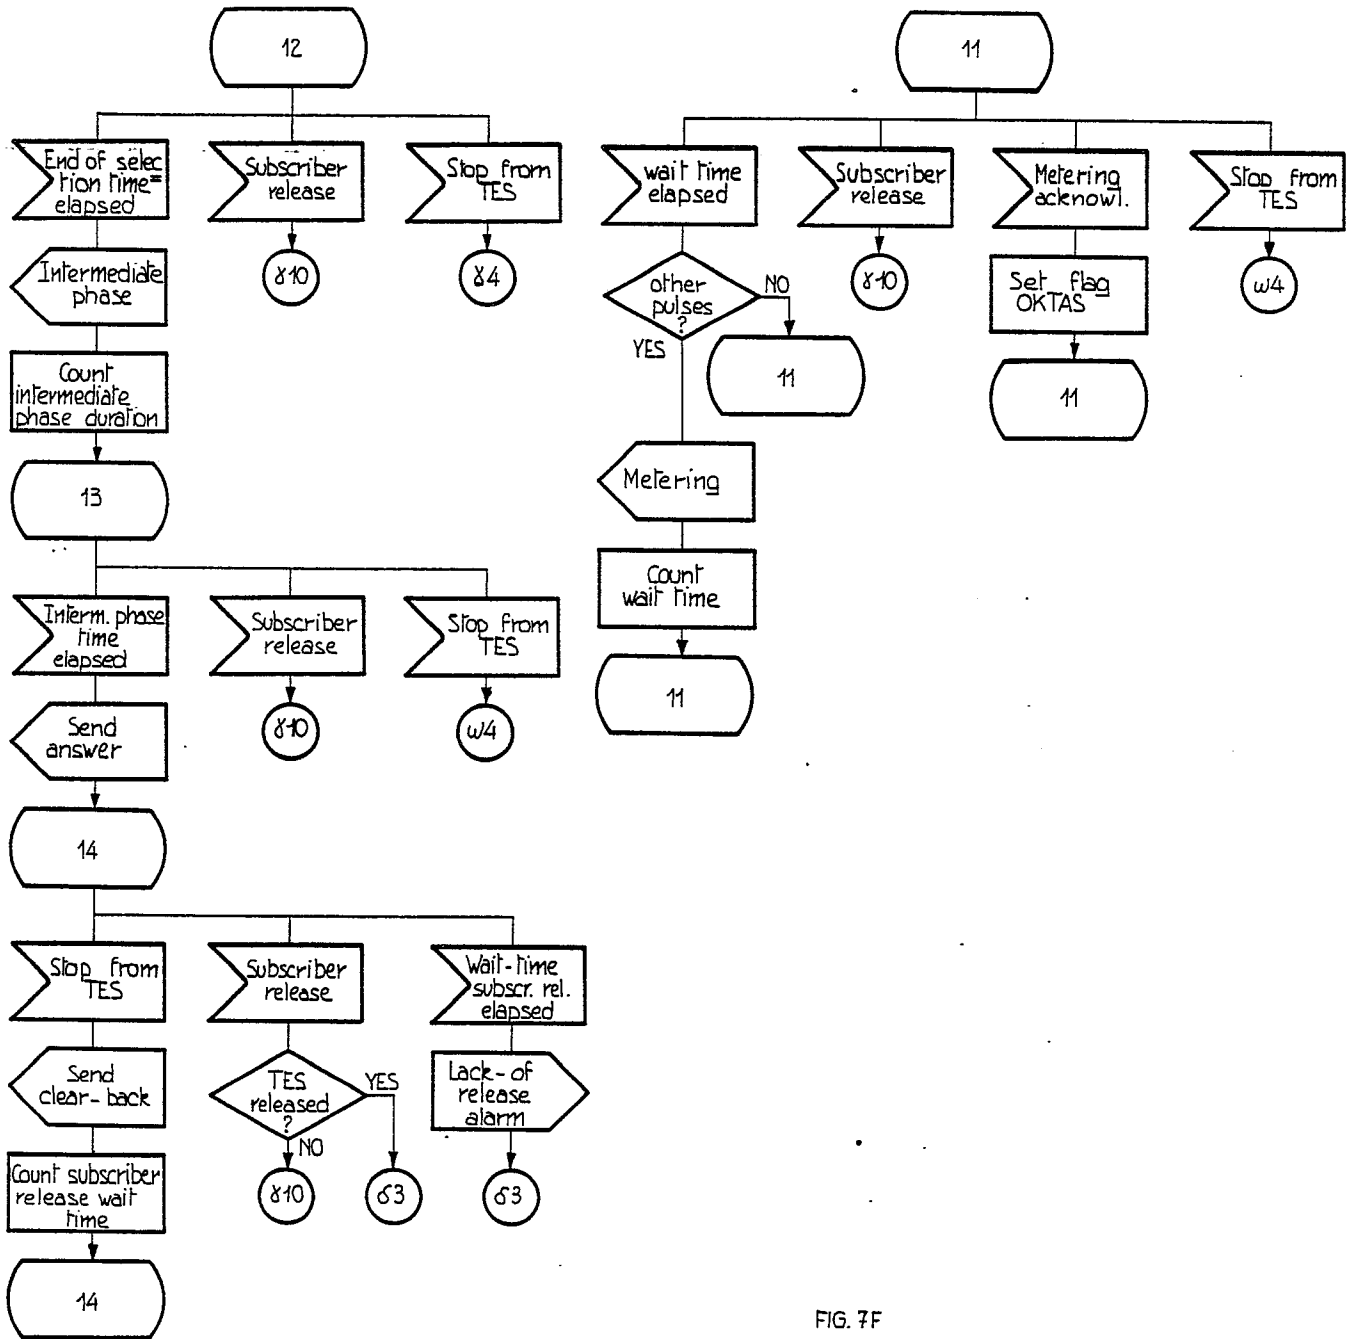 12
End of selec
tion time=
elapsed
Subscriber
release
Stop from
TES
Intermediate
phase
γ10
γ4
Count
intermediate
phase duration
13
Interm. phase
time
elapsed
Subscriber
release
Stop from
TES
Send
answer
γ10
ω4
14
Stop from
TES
Subscriber
release
Wait-time
subscr. rel.
elapsed
Send
clear-back
TES
released
?
YES
NO
Lack-of
release
alarm
Count subscriber
release wait
time
γ10
δ3
δ3
14
11
wait time
elapsed
Subscriber
release
Metering
acknowl.
Stop from
TES
other
pulses
?
NO
YES
γ10
Set flag
OKTAS
ω4
11
11
Metering
Count
wait time
11
FIG. 7F